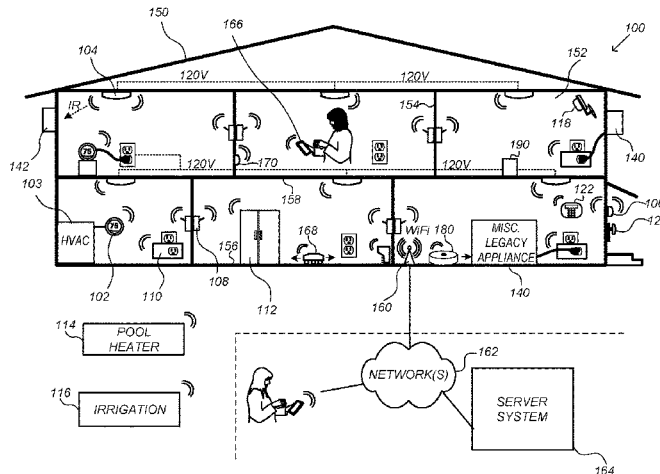 150
166
100
104
120V
120V
152
IR
154
118
142
75
190
140
103
120V
170
120V
158
122
106
HVAC
75
WiFi
180
168
MISC.
LEGACY
APPLIANCE
12
156
108
102
110
112
160
140
114
POOL
HEATER
162
NETWORK(S)
116
IRRIGATION
SERVER
SYSTEM
164